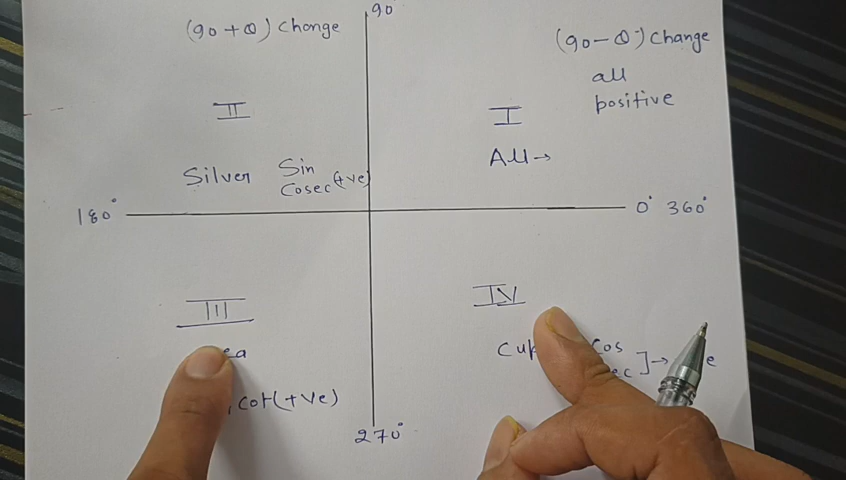 90°
(90+θ) Change
(90-θ) Change
all
positive
II
I
Silver Sin
Cosec (+ve)
All→
180°
0° 360°
III
IV
Cos
cot (+ve)
270°